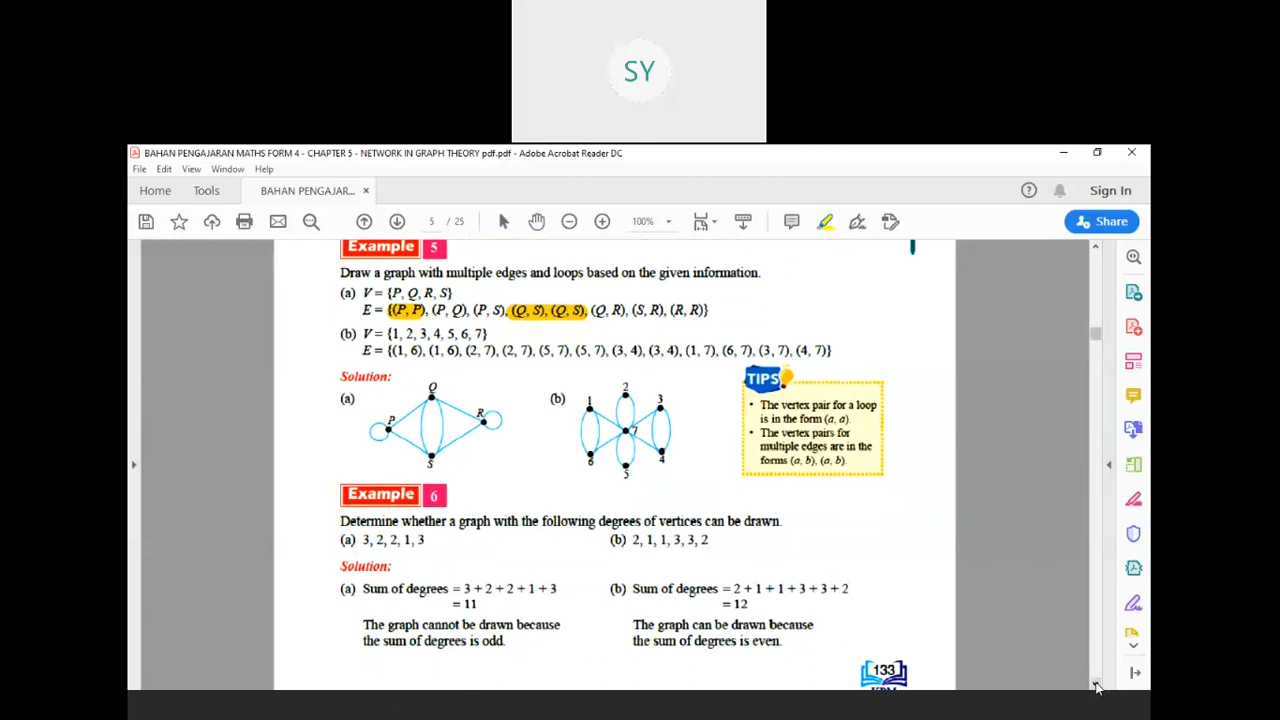 SY
BAHAN PENGAJARAN MATHS FORM 4 - CHAPTER 5 - NETWORK IN GRAPH THEORY pdf.pdf - Adobe Acrobat Reader DC
File Edit View Window Help
Home Tools BAHAN PENGAJAR... × Sign In
5 / 25 100% Share
Example 5
Draw a graph with multiple edges and loops based on the given information.
(a) V = {P, Q, R, S}
E = {(P, P), (P, Q), (P, S), (Q, S), (Q, S), (Q, R), (S, R), (R, R)}
(b) V = {1, 2, 3, 4, 5, 6, 7}
E = {(1, 6), (1, 6), (2, 7), (2, 7), (5, 7), (5, 7), (3, 4), (3, 4), (1, 7), (6, 7), (3, 7), (4, 7)}
Solution:
(a)
Q
P
R
S
(b)
2
1
3
7
6
4
5
TIPS
• The vertex pair for a loop
is in the form (a, a).
• The vertex pairs for
multiple edges are in the
forms (a, b), (a, b).
Example 6
Determine whether a graph with the following degrees of vertices can be drawn.
(a) 3, 2, 2, 1, 3 (b) 2, 1, 1, 3, 3, 2
Solution:
(a) Sum of degrees = 3 + 2 + 2 + 1 + 3
= 11
The graph cannot be drawn because
the sum of degrees is odd.
(b) Sum of degrees = 2 + 1 + 1 + 3 + 3 + 2
= 12
The graph can be drawn because
the sum of degrees is even.
133